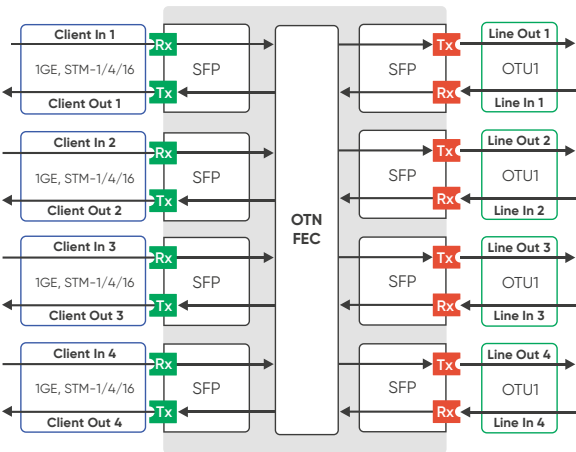 Client In 1
Rx
1GE, STM-1/4/16
SFP
Tx
Client Out 1
Client In 2
Rx
1GE, STM-1/4/16
SFP
Tx
Client Out 2
Client In 3
Rx
1GE, STM-1/4/16
SFP
Tx
Client Out 3
Client In 4
Rx
1GE, STM-1/4/16
SFP
Tx
Client Out 4
OTN
FEC
Line Out 1
Tx
SFP
OTU1
Rx
Line In 1
Line Out 2
Tx
SFP
OTU1
Rx
Line In 2
Line Out 3
Tx
SFP
OTU1
Rx
Line In 3
Line Out 4
Tx
SFP
OTU1
Rx
Line In 4